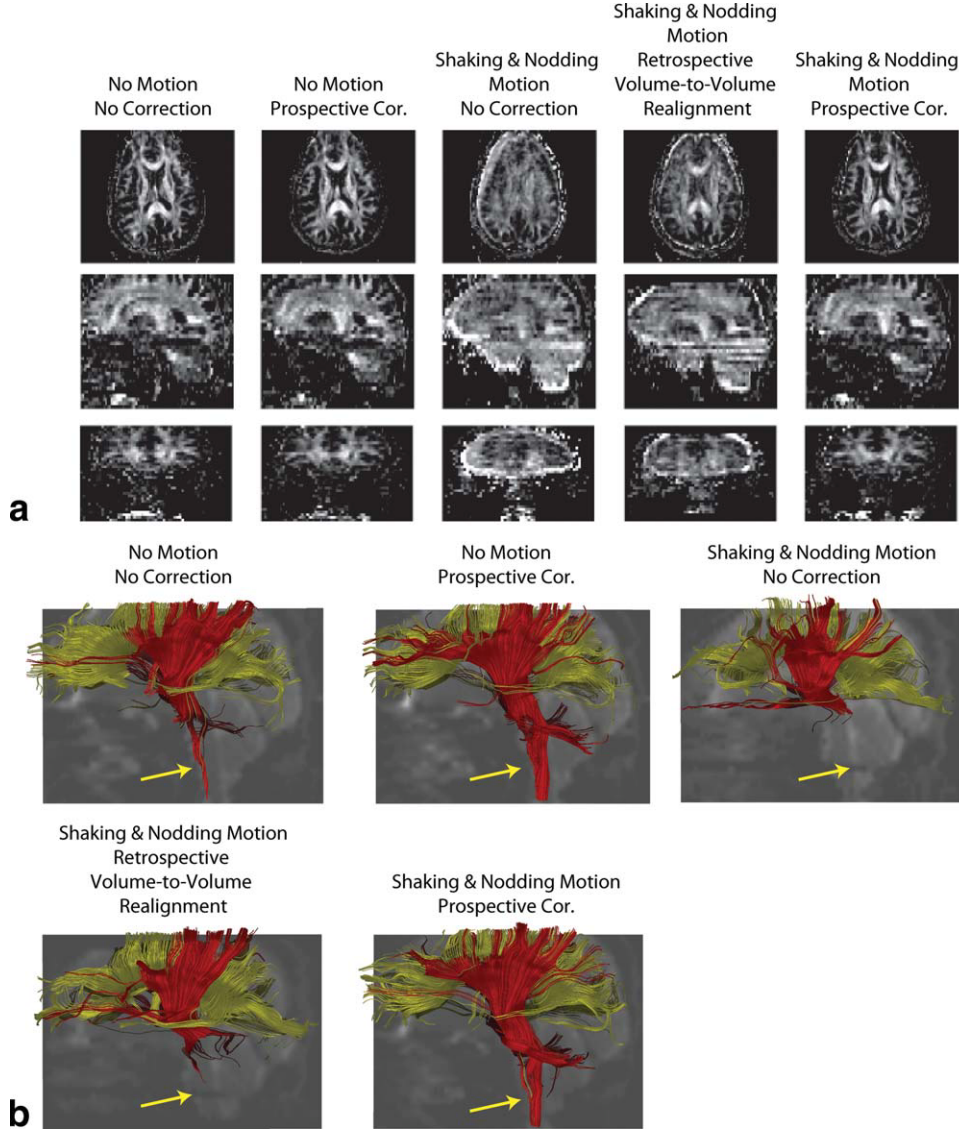 No Motion
No Correction
No Motion
Prospective Cor.
Shaking & Nodding
Motion
No Correction
Shaking & Nodding
Motion
Retrospective
Volume-to-Volume
Realignment
Shaking & Nodding
Motion
Prospective Cor.
a
No Motion
No Correction
No Motion
Prospective Cor.
Shaking & Nodding Motion
No Correction
Shaking & Nodding Motion
Retrospective
Volume-to-Volume
Realignment
Shaking & Nodding Motion
Prospective Cor.
b